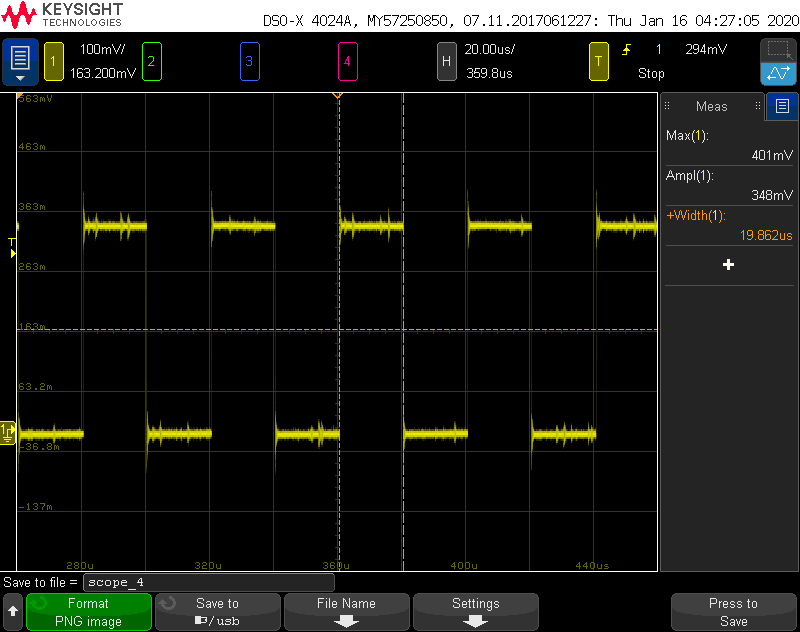 KEYSIGHT
TECHNOLOGIES
DSO-X 4024A, MY57250850, 07.11.2017061227: Thu Jan 16 04:27:05 2020
1 100mV/ 163.200mV 2 3 4 H 20.00us/ 359.8us T 1 294mV Stop
Meas
Max(1):
401mV
Ampl(1):
348mV
+Width(1):
19.862us
+
563mV
463m
363m
T
263m
163m
63.2m
1
-36.8m
-137m
280u 320u 360u 400u 440us
Save to file = scope_4
Format
PNG image
Save to
/usb
File Name
Settings
Press to
Save